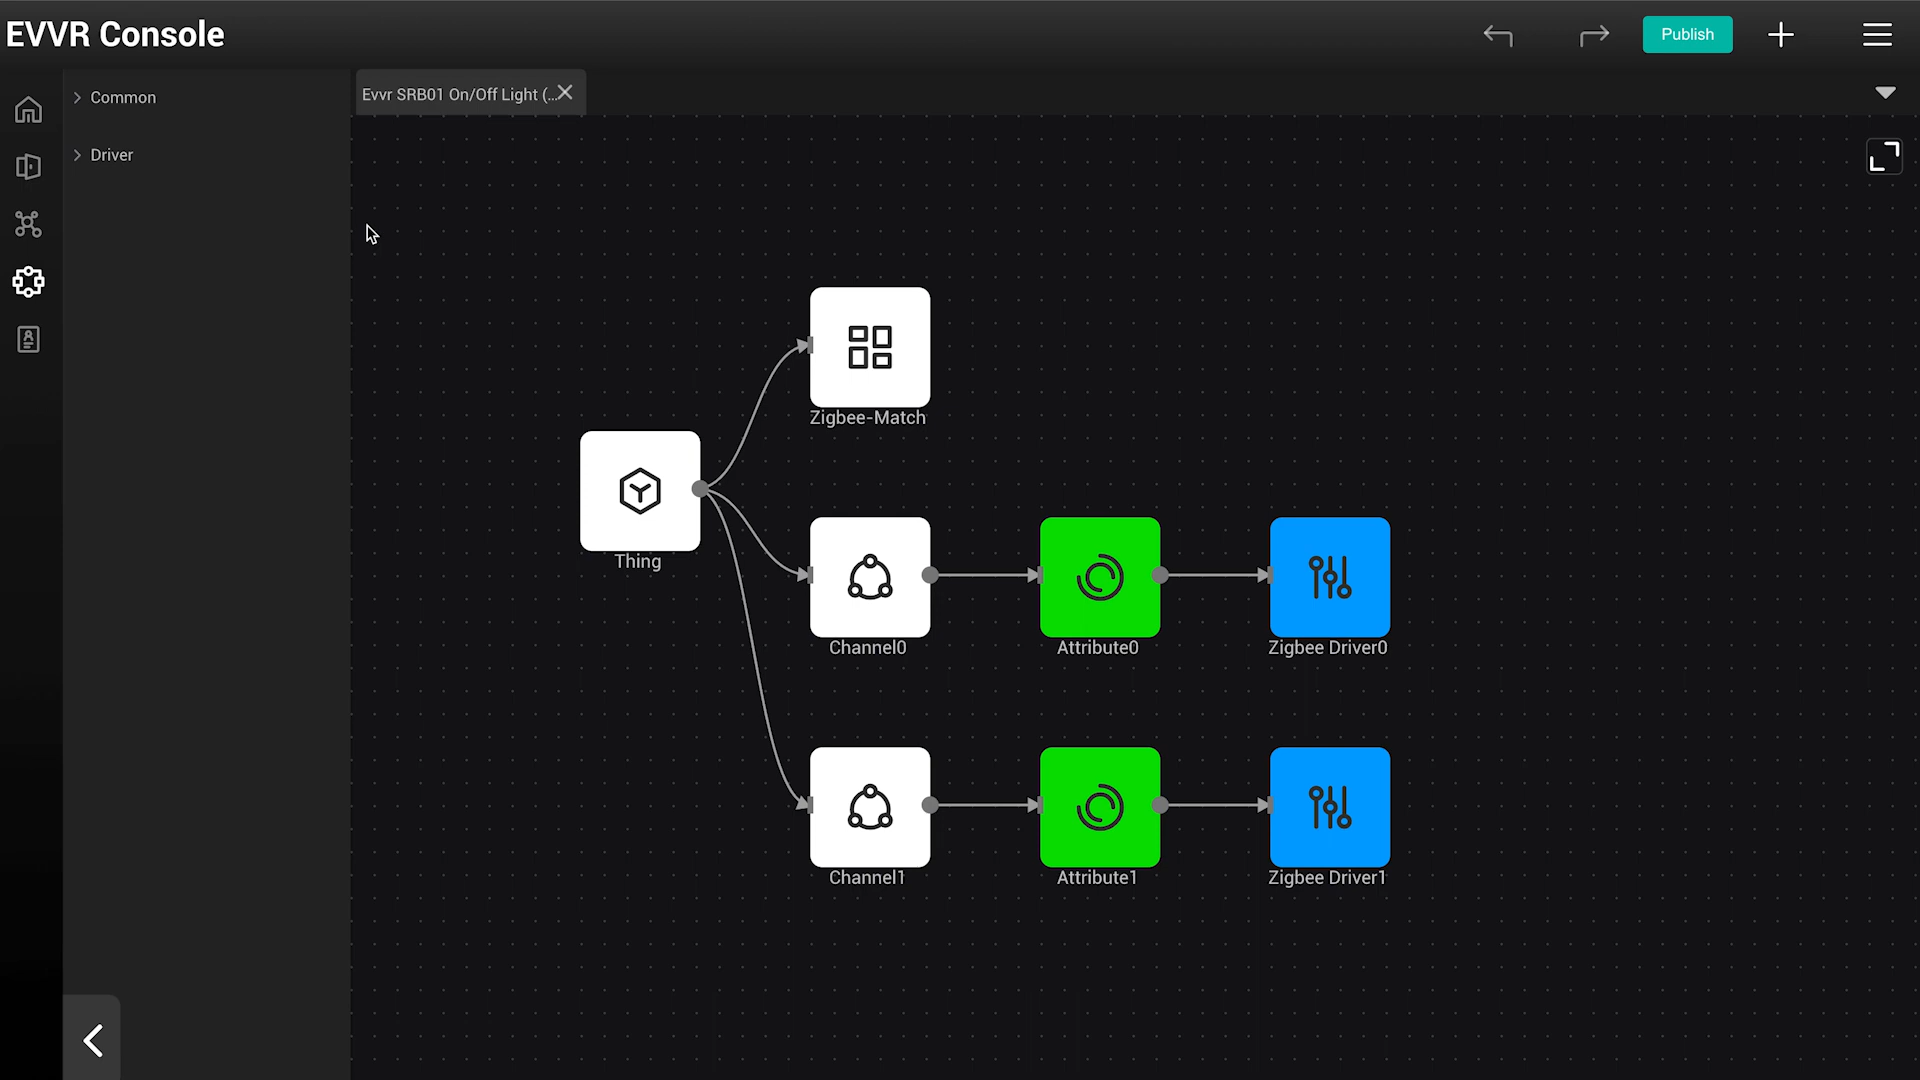 EVVR Console
Publish
Common
Driver
Evvr SRB01 On/Off Light (...
Zigbee-Match
Thing
Channel0
Attribute0
Zigbee Driver0
Channel1
Attribute1
Zigbee Driver1